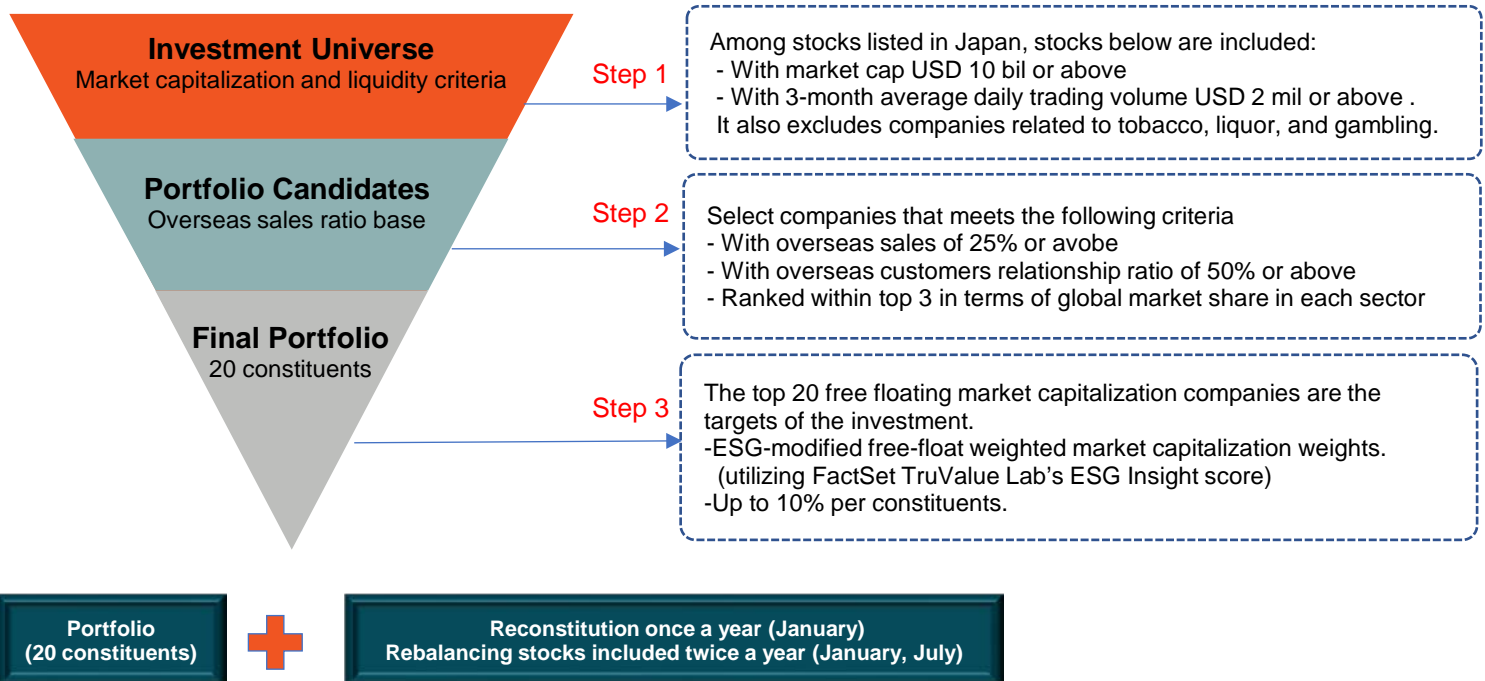 Investment Universe
Market capitalization and liquidity criteria
Step 1
Among stocks listed in Japan, stocks below are included:
- With market cap USD 10 bil or above
- With 3-month average daily trading volume USD 2 mil or above .
It also excludes companies related to tobacco, liquor, and gambling.
Portfolio Candidates
Overseas sales ratio base
Step 2
Select companies that meets the following criteria
- With overseas sales of 25% or avobe
- With overseas customers relationship ratio of 50% or above
- Ranked within top 3 in terms of global market share in each sector
Final Portfolio
20 constituents
Step 3
The top 20 free floating market capitalization companies are the
targets of the investment.
-ESG-modified free-float weighted market capitalization weights.
(utilizing FactSet TruValue Lab's ESG Insight score)
-Up to 10% per constituents.
Portfolio
(20 constituents)
Reconstitution once a year (January)
Rebalancing stocks included twice a year (January, July)